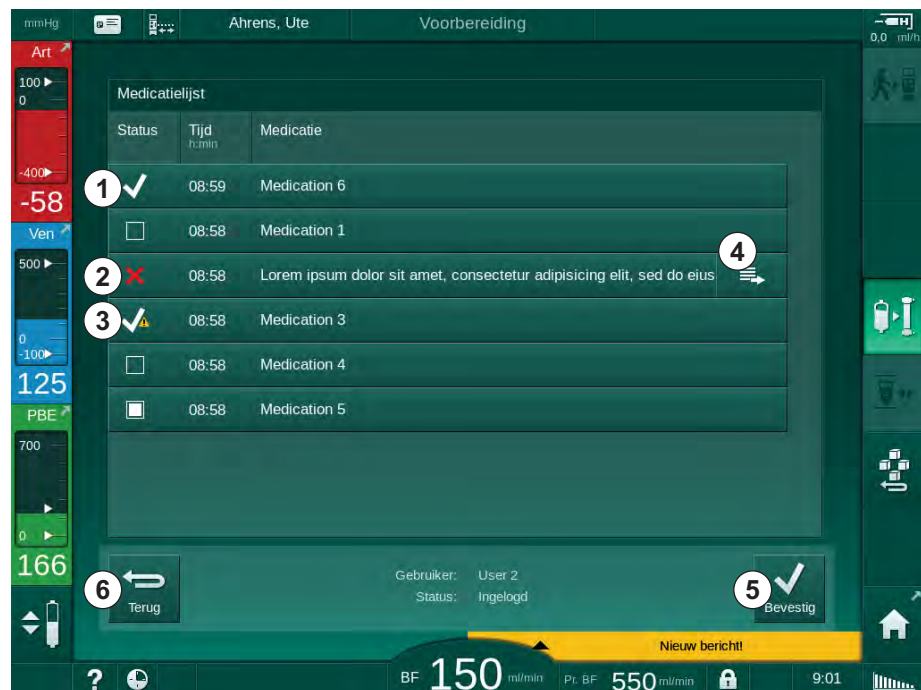 mmHg
Ahrens, Ute
Voorbereiding
0,0 ml/h
Art
100
0
-400
-58
Ven
500
0
-100
125
PBE
700
0
166
Medicatielijst
Status Tijd Medicatie
h:min
1 08:59 Medication 6
08:58 Medication 1
2 08:58 Lorem ipsum dolor sit amet, consectetur adipisicing elit, sed do eius 4
3 08:58 Medication 3
08:58 Medication 4
08:58 Medication 5
6 Terug
Gebruiker: User 2
Status: Ingelogd
5 Bevestig
Nieuw bericht!
? BF 150 ml/min Pr. BF 550 ml/min 9:01